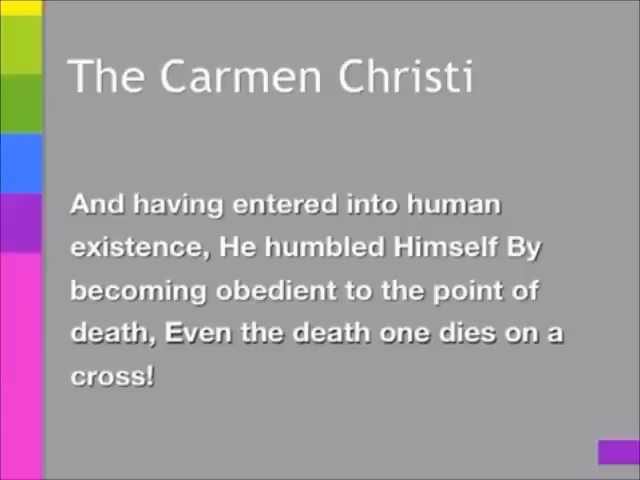 The Carmen Christi
And having entered into human
existence, He humbled Himself By
becoming obedient to the point of
death, Even the death one dies on a
cross!